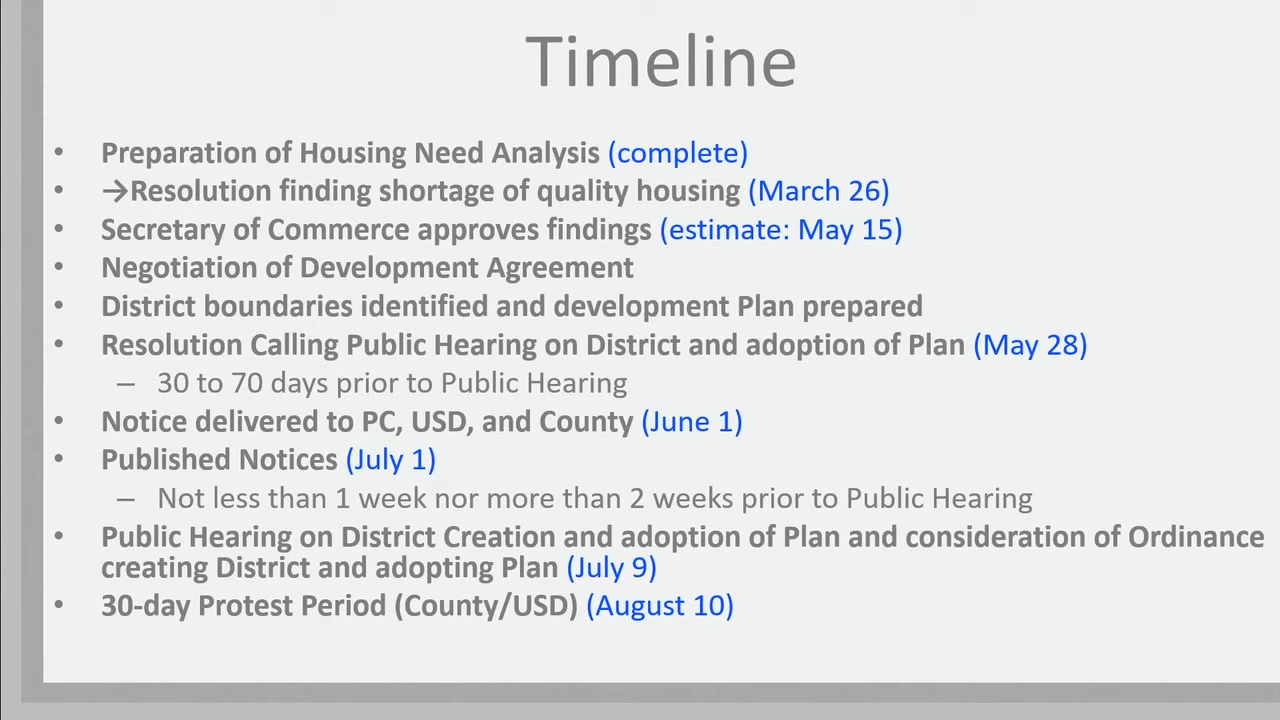 Timeline
• Preparation of Housing Need Analysis (complete)
• →Resolution finding shortage of quality housing (March 26)
• Secretary of Commerce approves findings (estimate: May 15)
• Negotiation of Development Agreement
• District boundaries identified and development Plan prepared
• Resolution Calling Public Hearing on District and adoption of Plan (May 28)
– 30 to 70 days prior to Public Hearing
• Notice delivered to PC, USD, and County (June 1)
• Published Notices (July 1)
– Not less than 1 week nor more than 2 weeks prior to Public Hearing
• Public Hearing on District Creation and adoption of Plan and consideration of Ordinance
creating District and adopting Plan (July 9)
• 30-day Protest Period (County/USD) (August 10)